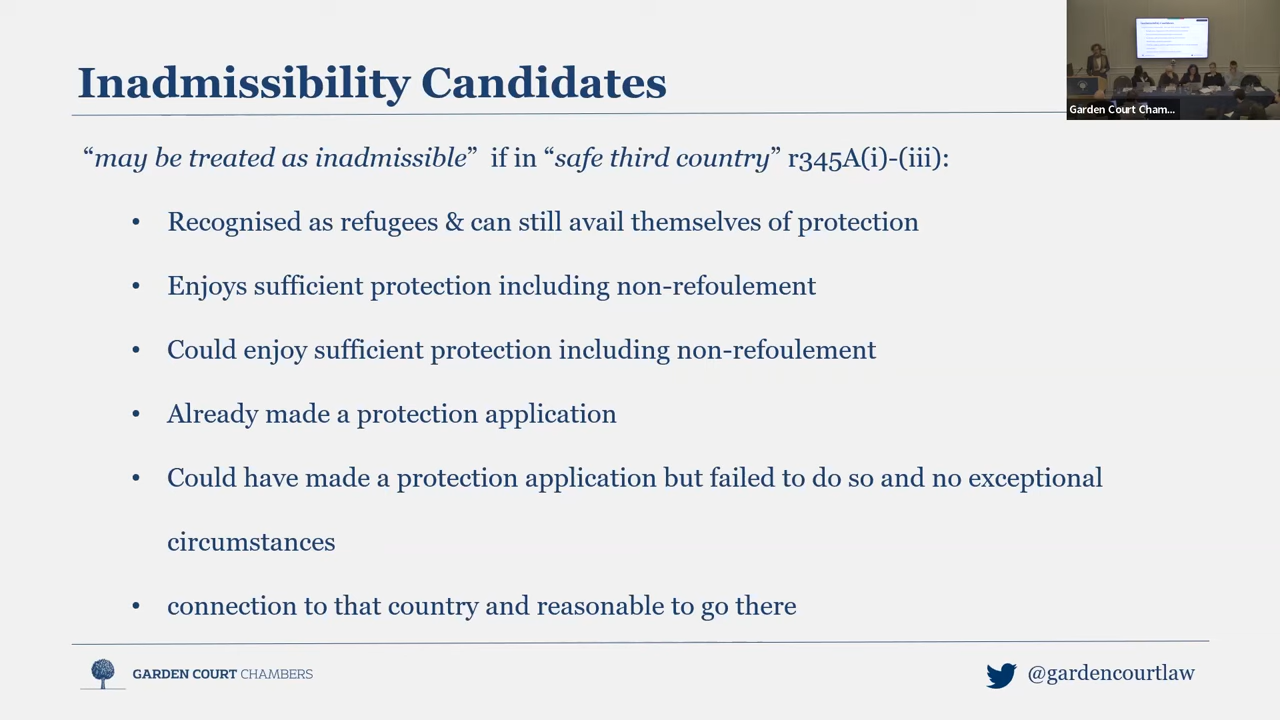 Inadmissibility Candidates
Garden Court Cham...
“may be treated as inadmissible” if in “safe third country” r345A(i)-(iii):
• Recognised as refugees & can still avail themselves of protection
• Enjoys sufficient protection including non-refoulement
• Could enjoy sufficient protection including non-refoulement
• Already made a protection application
• Could have made a protection application but failed to do so and no exceptional
circumstances
• connection to that country and reasonable to go there
GARDEN COURT CHAMBERS
@gardencourtlaw